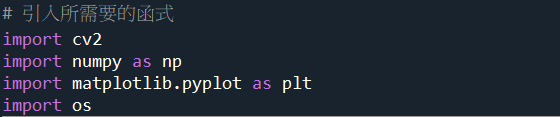 # 引入所需要的函式
import cv2
import numpy as np
import matplotlib.pyplot as plt
import os